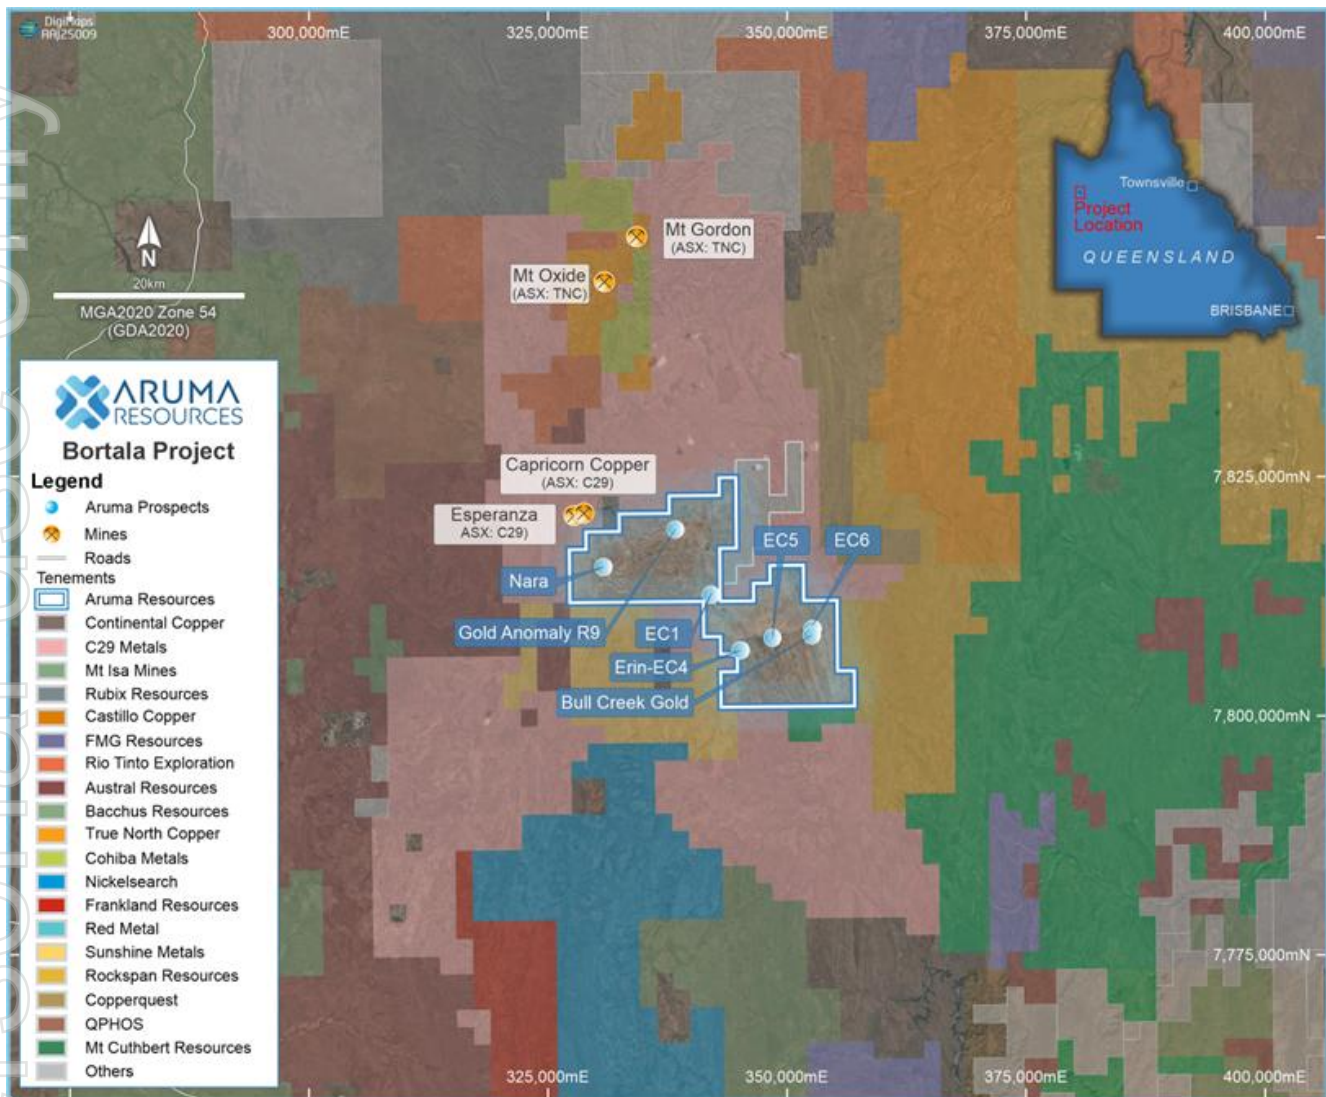 DigiMaps
RAJ25009
300,000mE
325,000mE
350,000mE
375,000mE
400,000mE
Townsville
Project
Location
QUEENSLAND
BRISBANE
N
20km
MGA2020 Zone 54
(GDA2020)
Mt Gordon
(ASX: TNC)
Mt Oxide
(ASX: TNC)
Capricorn Copper
(ASX: C29)
Esperanza
ASX: C29)
7,825,000mN
EC5
EC6
Nara
Gold Anomaly R9
EC1
Erin-EC4
Bull Creek Gold
7,800,000mN
7,775,000mN
ARUMA
RESOURCES
Bortala Project
Legend
Aruma Prospects
Mines
Roads
Tenements
Aruma Resources
Continental Copper
C29 Metals
Mt Isa Mines
Rubix Resources
Castillo Copper
FMG Resources
Rio Tinto Exploration
Austral Resources
Bacchus Resources
True North Copper
Cohiba Metals
Nickelsearch
Frankland Resources
Red Metal
Sunshine Metals
Rockspan Resources
Copperquest
QPHOS
Mt Cuthbert Resources
Others
325,000mE
350,000mE
375,000mE
400,000mE